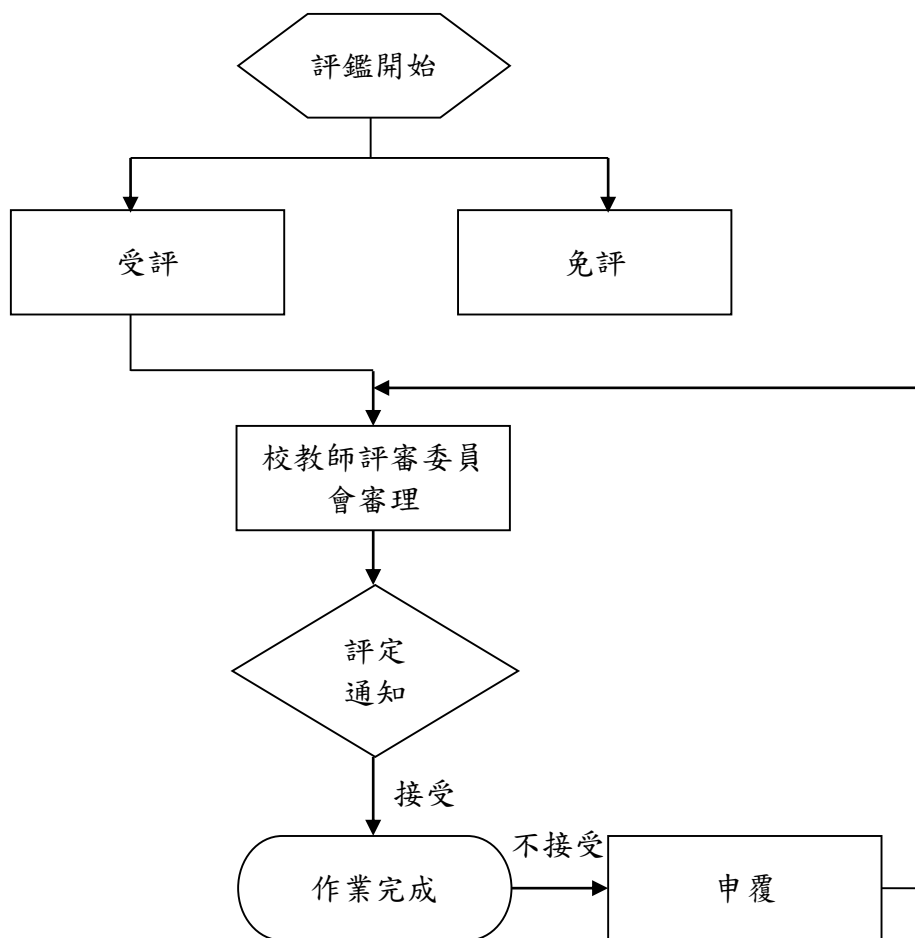 評鑑開始
受評
免評
校教師評審委員
會審理
評定
通知
接受
不接受
作業完成
申覆